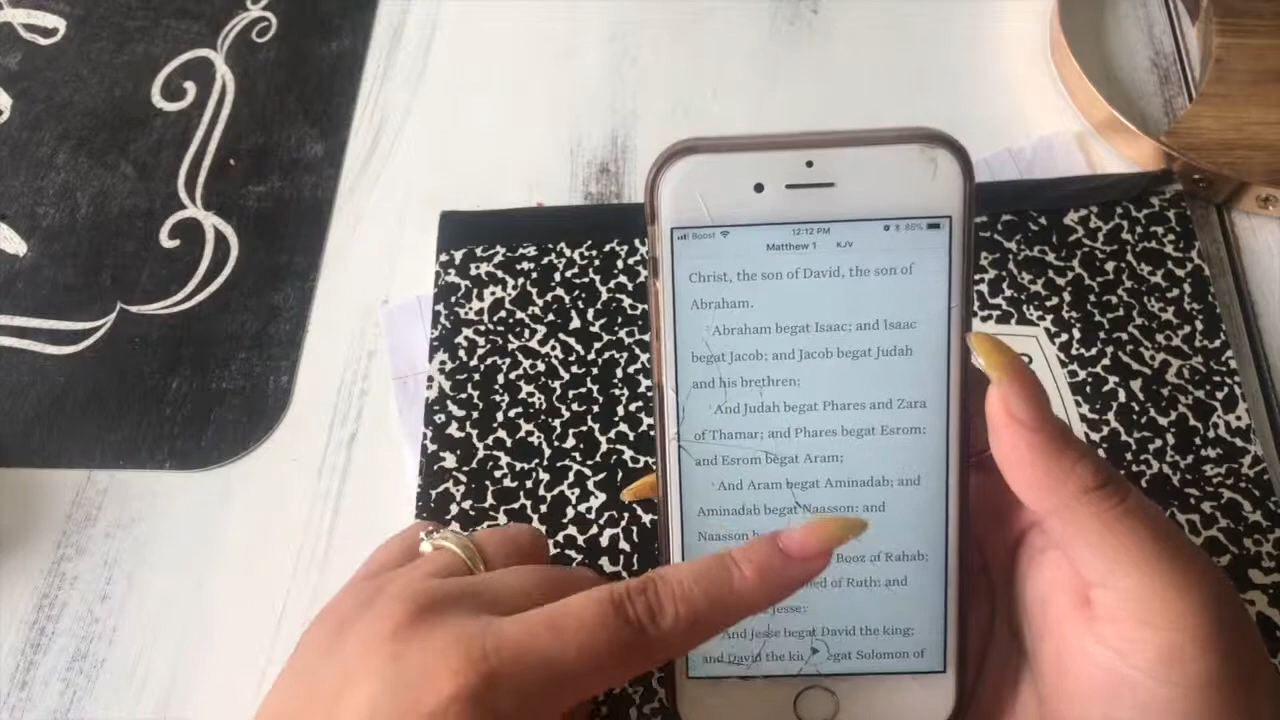 Boost
12:12 PM
86%
Matthew 1 KJV
Christ, the son of David, the son of
Abraham.
Abraham begat Isaac; and Isaac
begat Jacob; and Jacob begat Judah
and his brethren;
And Judah begat Phares and Zara
of Thamar; and Phares begat Esrom;
and Esrom begat Aram;
And Aram begat Aminadab; and
Aminadab begat Naasson; and
Naasson
Booz of Rahab;
of Ruth; and
Jesse;
And Jesse begat David the king;
and David the Solomon of